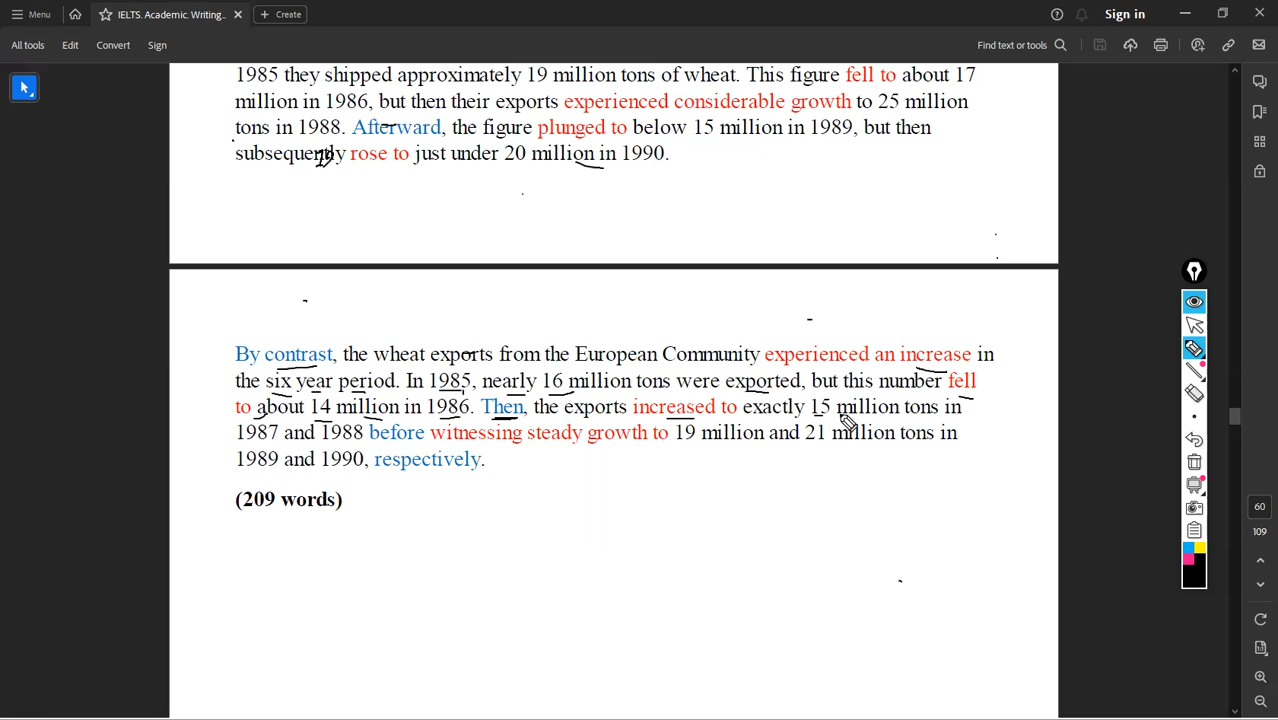 Menu
IELTS. Academic. Writing..
Create
Sign in
All tools
Edit
Convert
Sign
Find text or tools
1985 they shipped approximately 19 million tons of wheat. This figure fell to about 17
million in 1986, but then their exports experienced considerable growth to 25 million
tons in 1988. Afterward, the figure plunged to below 15 million in 1989, but then
subsequently rose to just under 20 million in 1990.
By contrast, the wheat exports from the European Community experienced an increase in
the six year period. In 1985, nearly 16 million tons were exported, but this number fell
to about 14 million in 1986. Then, the exports increased to exactly 15 million tons in
1987 and 1988 before witnessing steady growth to 19 million and 21 million tons in
1989 and 1990, respectively.
(209 words)
60
109